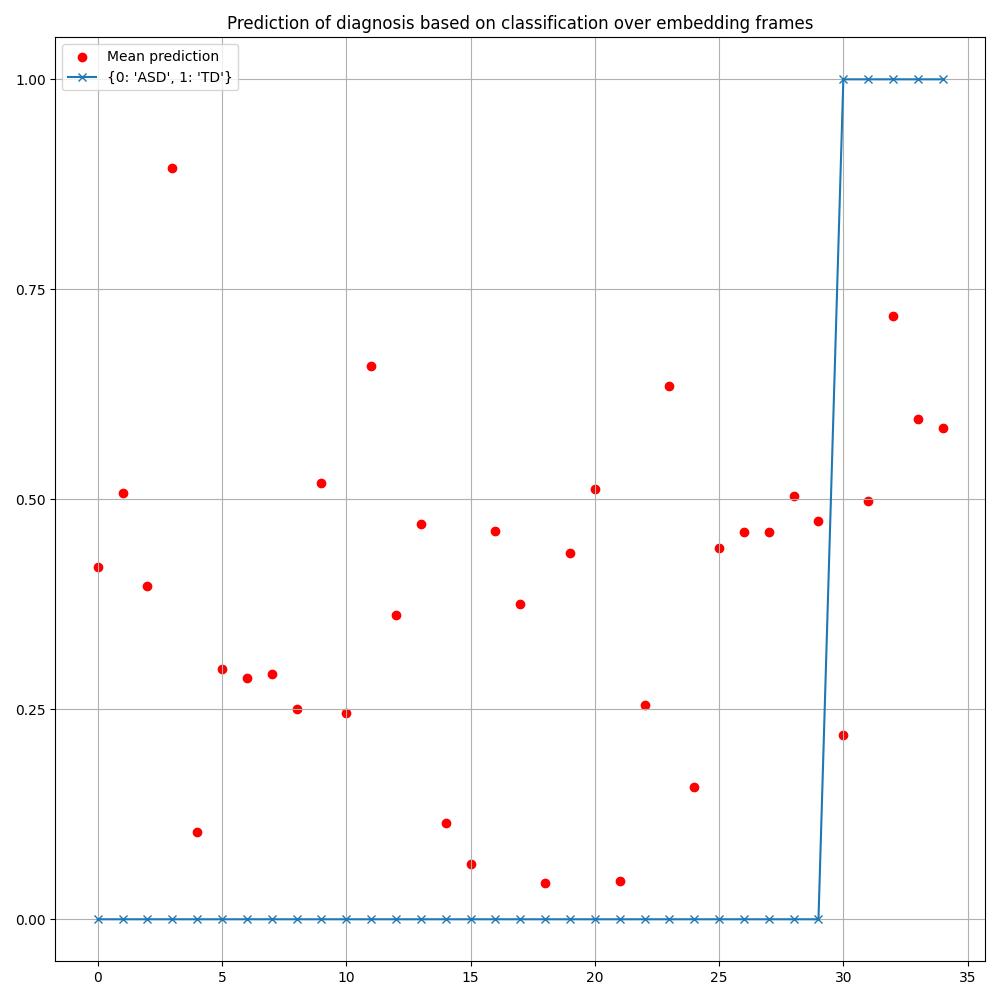 Prediction of diagnosis based on classification over embedding frames
Mean prediction
{0: 'ASD', 1: 'TD'}
1.00
0.75
0.50
0.25
0.00
0 5 10 15 20 25 30 35